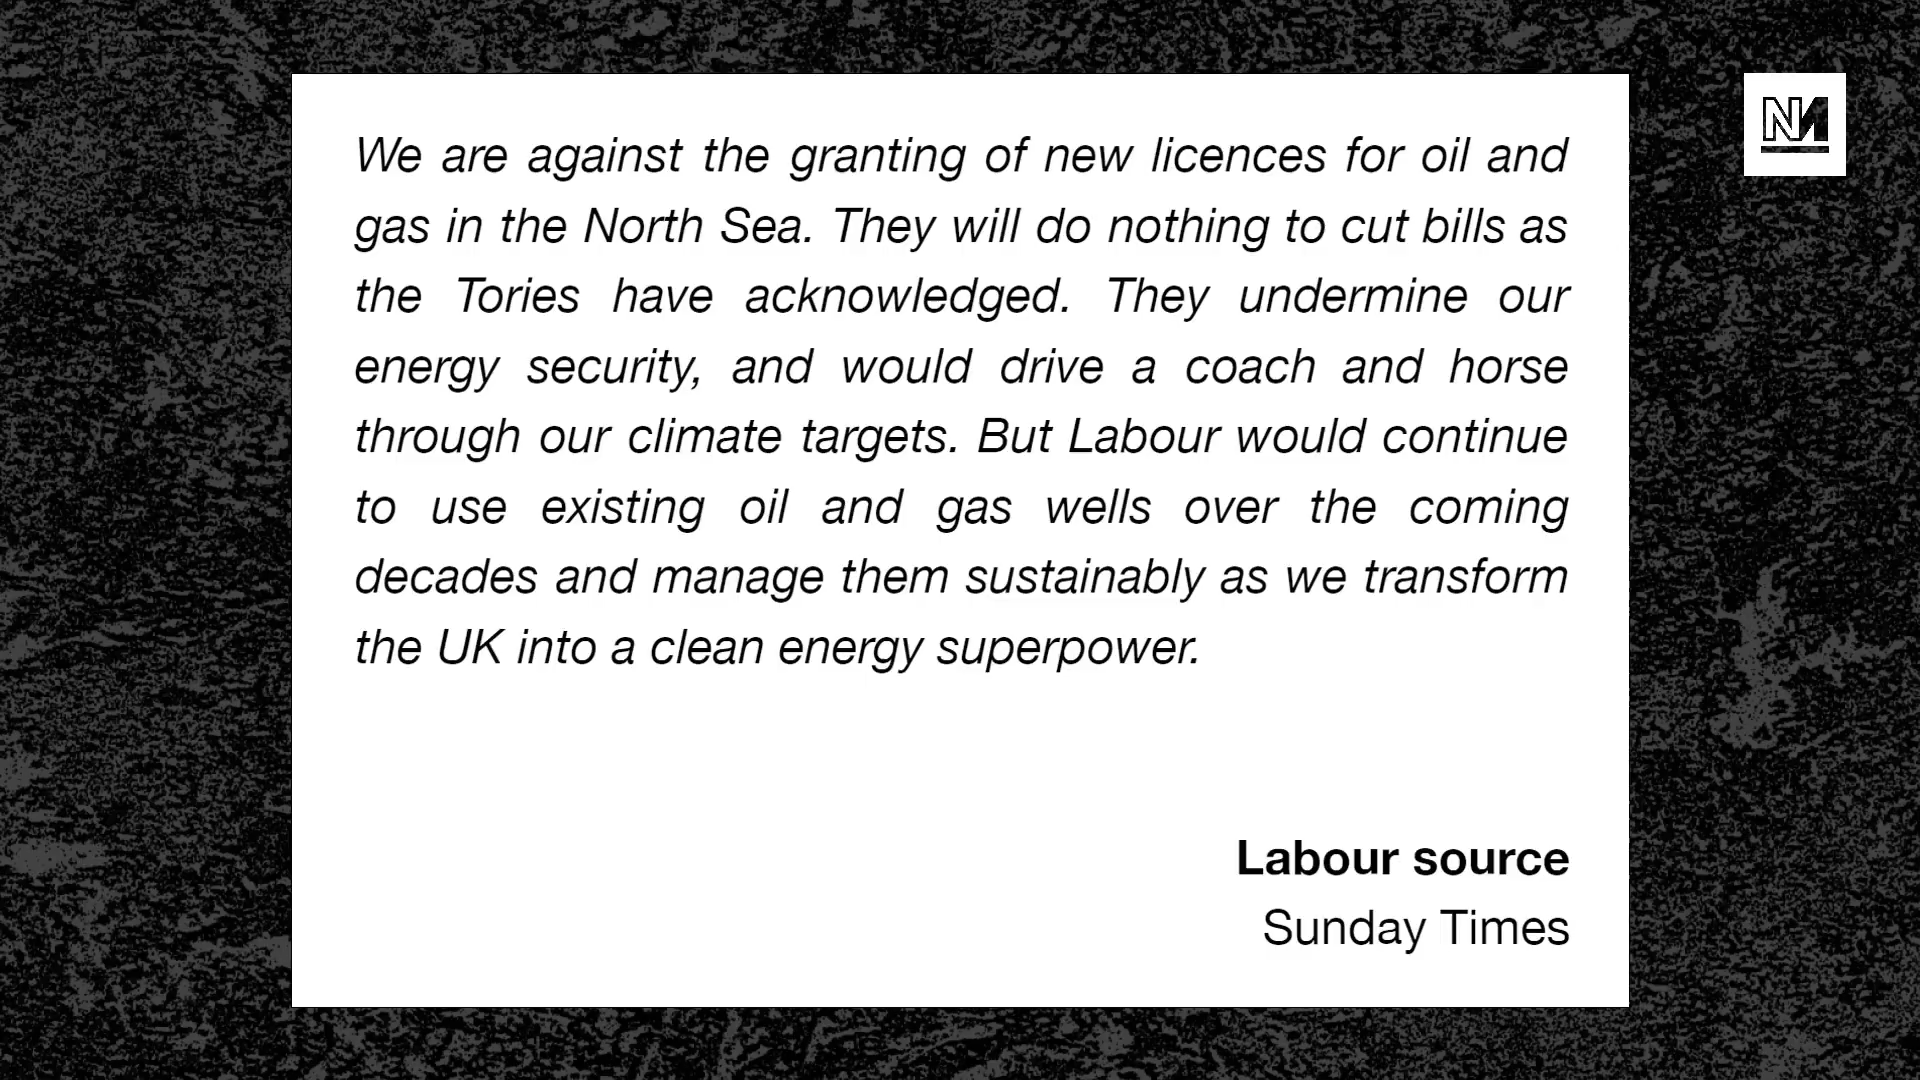 NM
We are against the granting of new licences for oil and
gas in the North Sea. They will do nothing to cut bills as
the Tories have acknowledged. They undermine our
energy security, and would drive a coach and horse
through our climate targets. But Labour would continue
to use existing oil and gas wells over the coming
decades and manage them sustainably as we transform
the UK into a clean energy superpower.
Labour source
Sunday Times